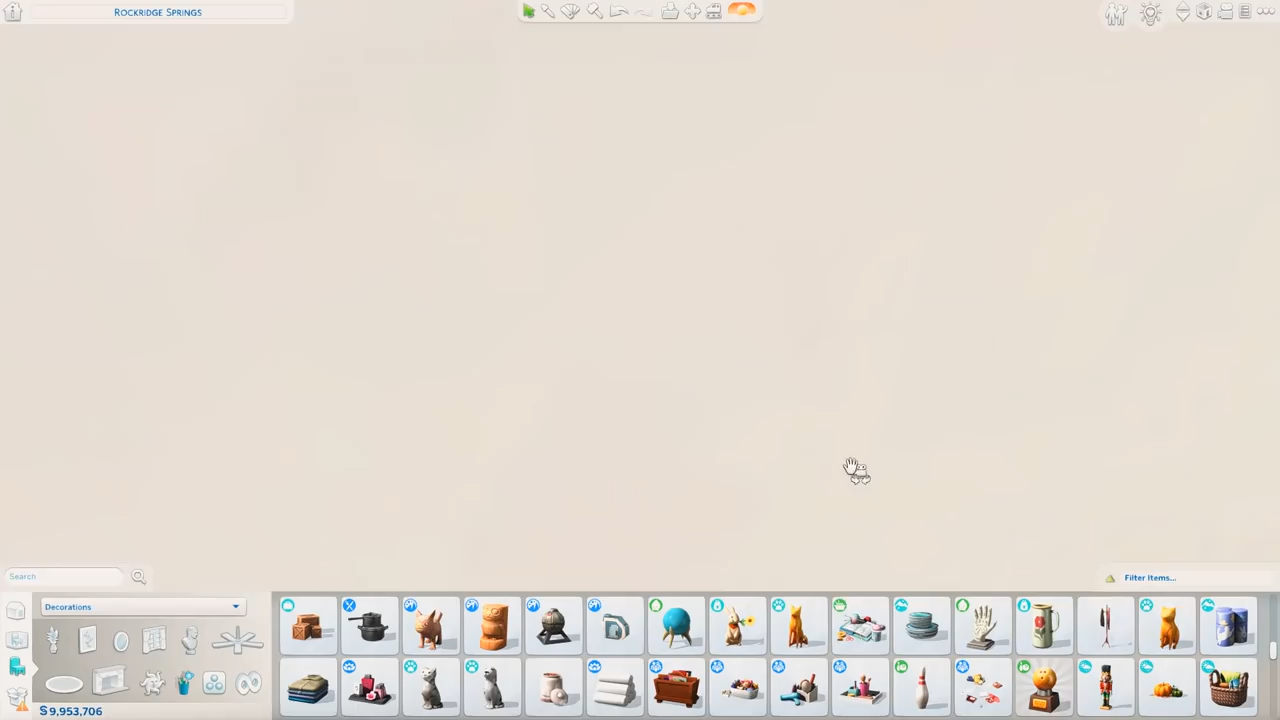 ROCKRIDGE SPRINGS
Search
Filter Items...
Decorations
§9,953,706